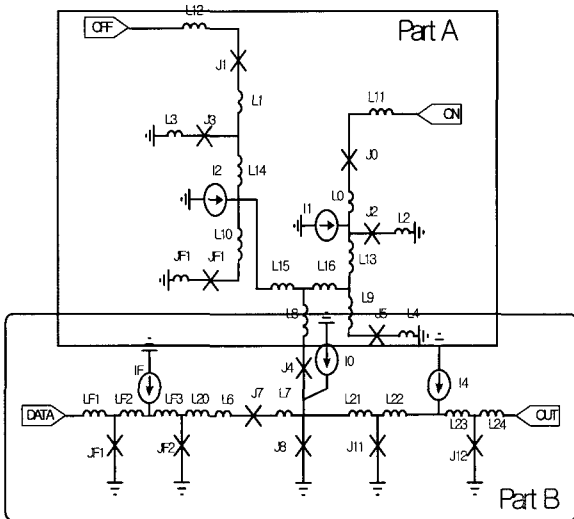 L12
OFF
Part A
J1
L1
L11
ON
L3
J3
J0
L14
L0
I2
I1
J2
L2
L10
L13
JF1
JF1
L15
L16
L9
L8
J5
L4
J4
I0
IF
I4
LF1
LF2
LF3
L20
L6
J7
L7
L21
L22
L23
L24
DATA
OUT
JF1
JF2
J8
J11
J12
Part B